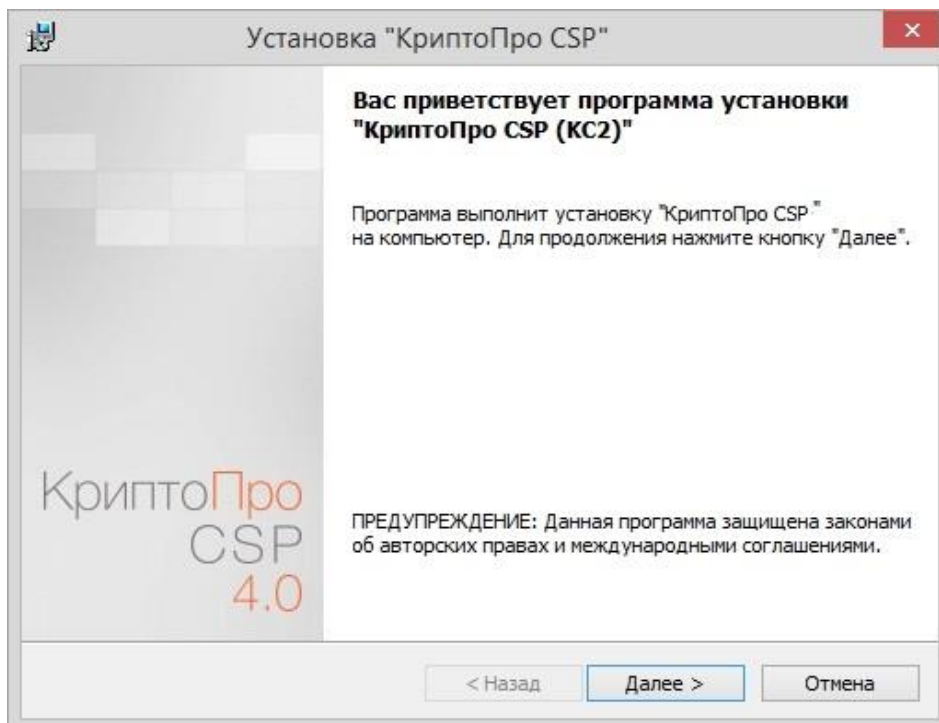 Установка "КриптоПро CSP"
Вас приветствует программа установки
"КриптоПро CSP (КС2)"
Программа выполнит установку "КриптоПро CSP "
на компьютер. Для продолжения нажмите кнопку "Далее".
КриптоПро
CSP
4.0
ПРЕДУПРЕЖДЕНИЕ: Данная программа защищена законами
об авторских правах и международными соглашениями.
< Назад
Далее >
Отмена